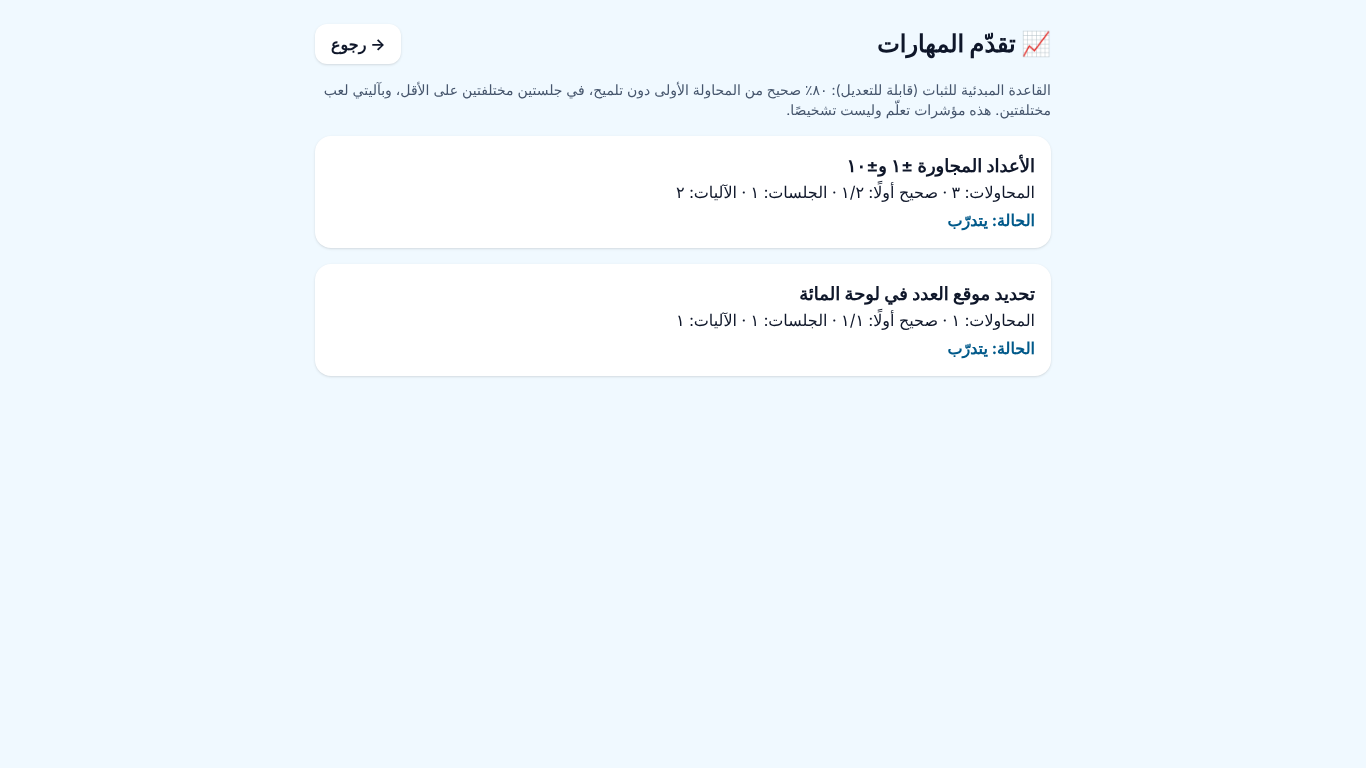 📈 تقدّم المهارات
→ رجوع
القاعدة المبدئية للثبات (قابلة للتعديل): ٨٠٪ صحيح من المحاولة الأولى دون تلميح، في جلستين مختلفتين على الأقل، وبآليتي لعب
مختلفتين. هذه مؤشرات تعلّم وليست تشخيصًا.
الأعداد المجاورة ±١ و±١٠
المحاولات: ٣ · صحيح أولًا: ١/٢ · الجلسات: ١ · الآليات: ٢
الحالة: يتدرّب
تحديد موقع العدد في لوحة المائة
المحاولات: ١ · صحيح أولًا: ١/١ · الجلسات: ١ · الآليات: ١
الحالة: يتدرّب